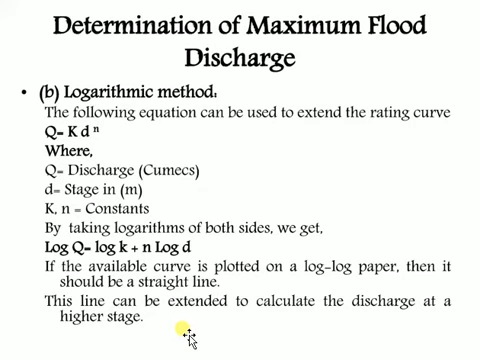 Determination of Maximum Flood
Discharge
• (b) Logarithmic method:
The following equation can be used to extend the rating curve
Q= K d ⁿ
Where,
Q= Discharge (Cumecs)
d= Stage in (m)
K, n = Constants
By taking logarithms of both sides, we get,
Log Q= log k + n Log d
If the available curve is plotted on a log-log paper, then it
should be a straight line.
This line can be extended to calculate the discharge at a
higher stage.